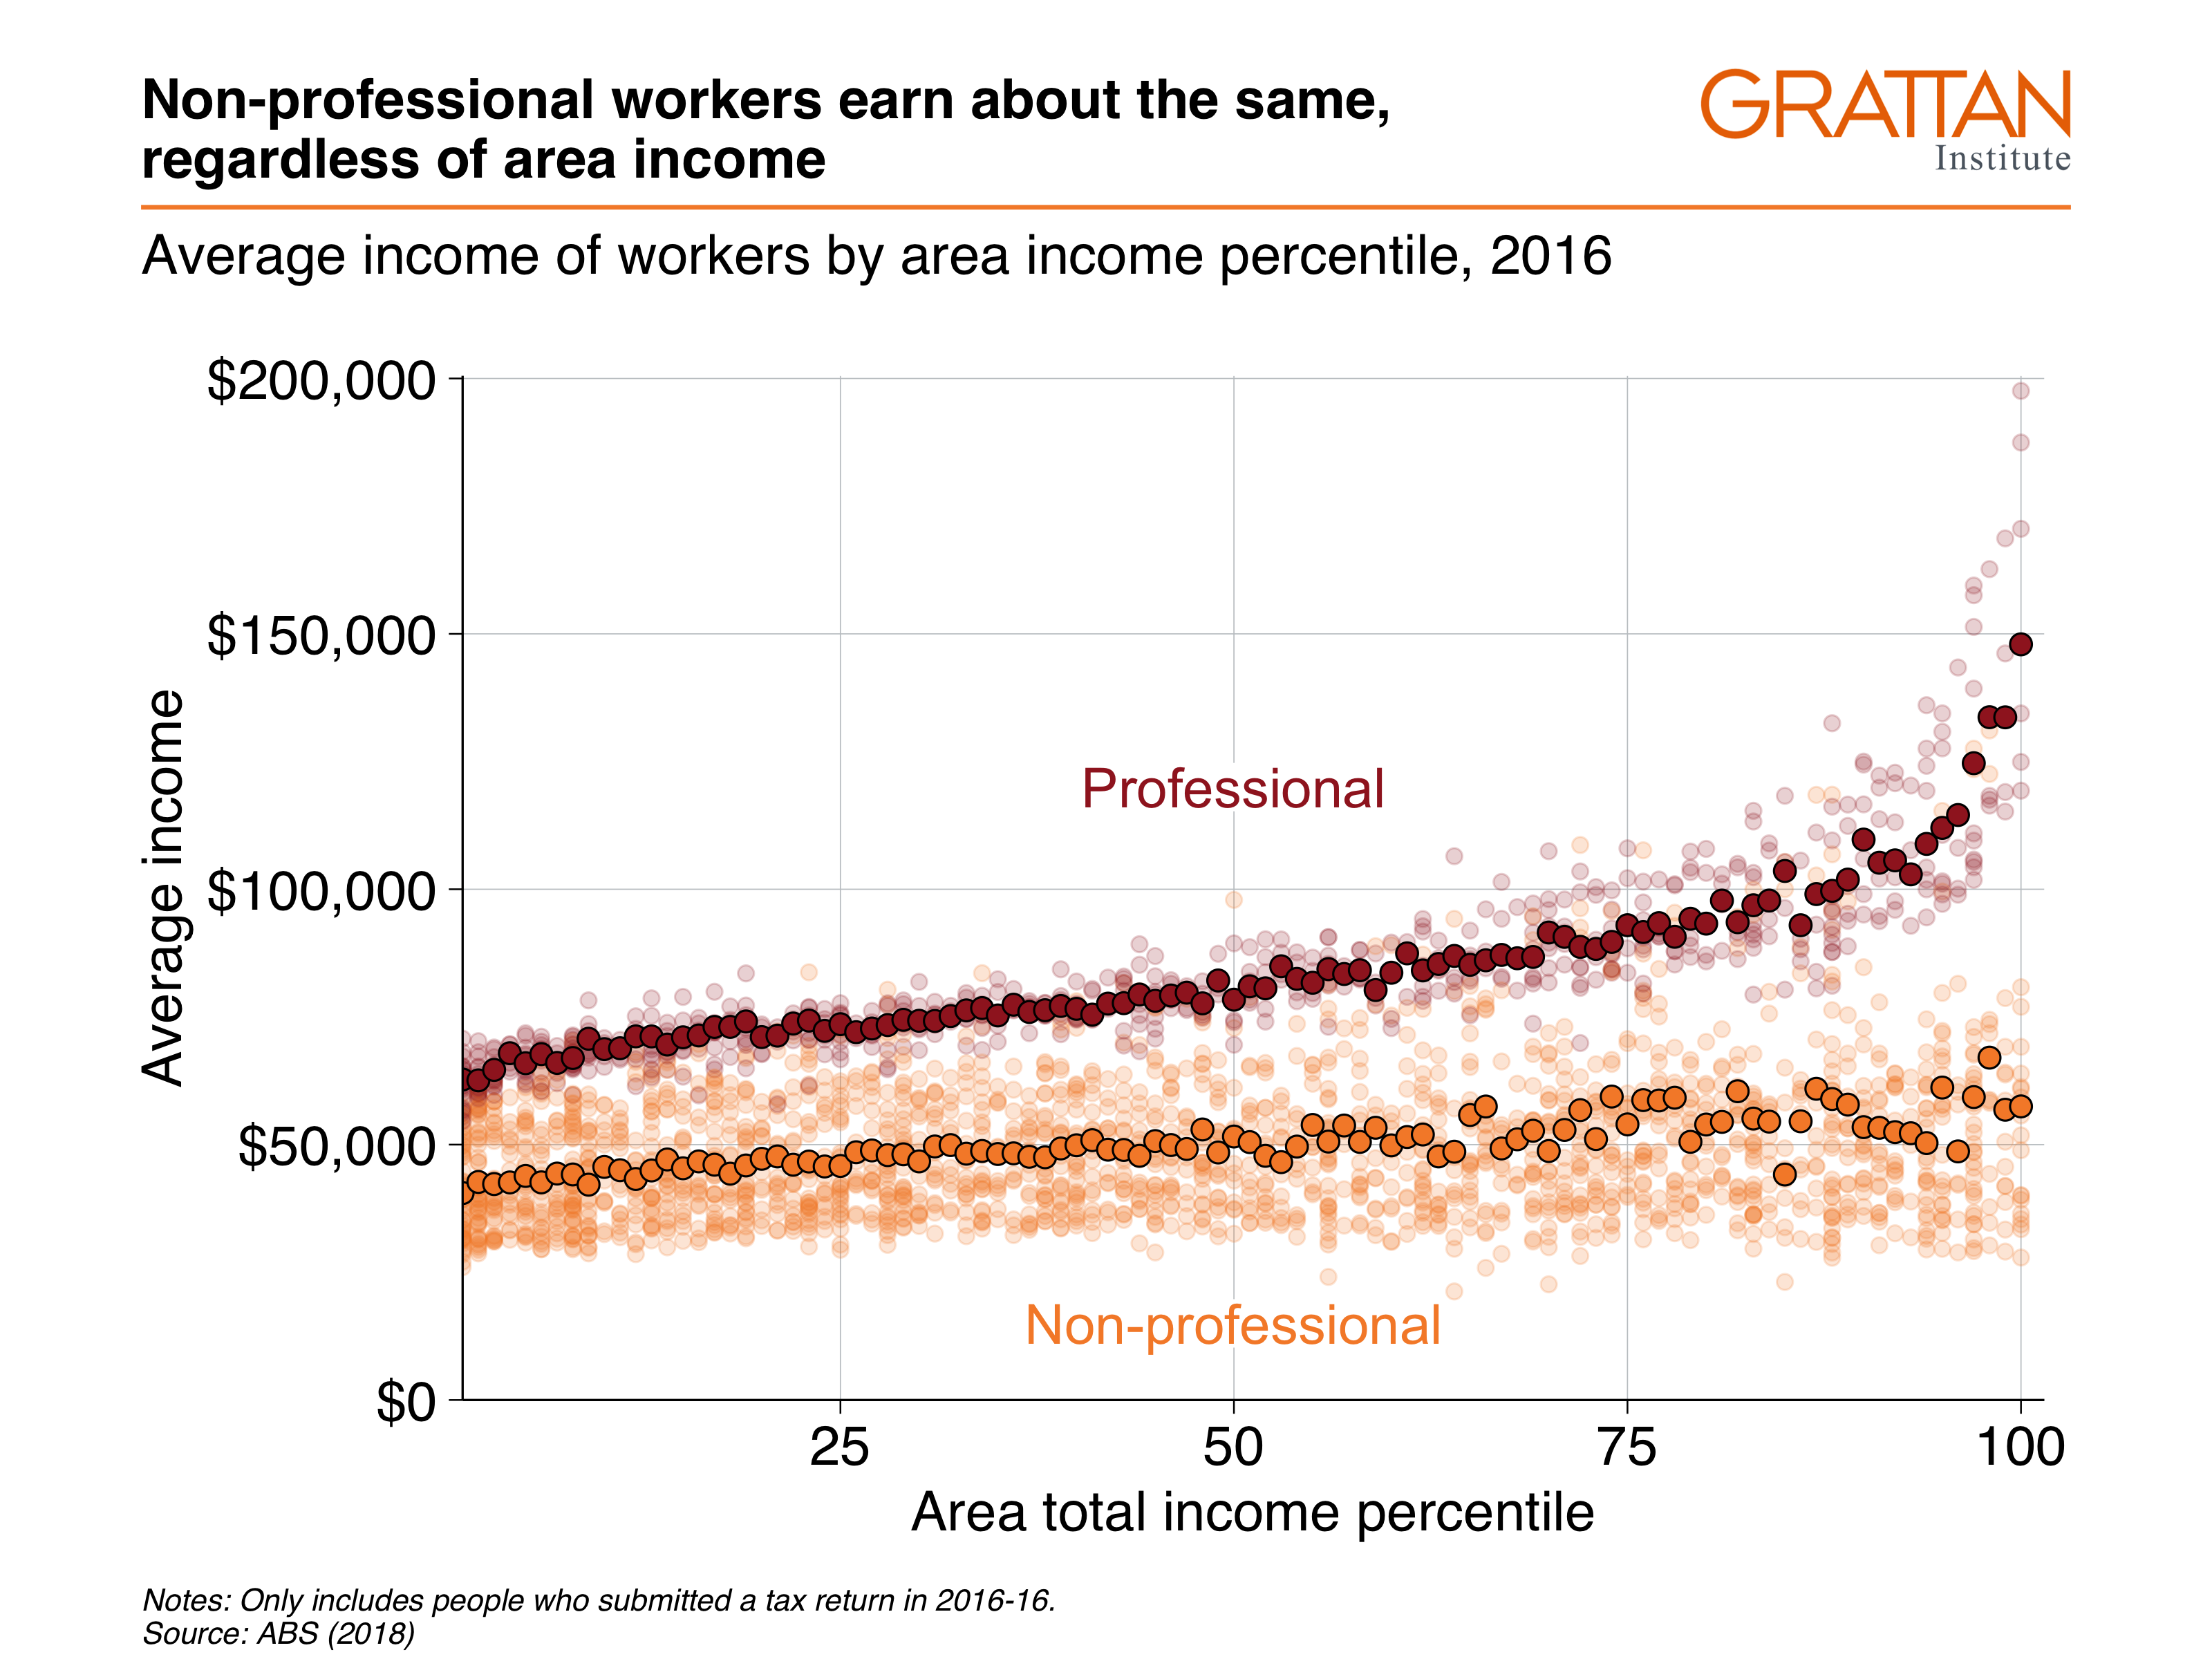 Non-professional workers earn about the same,
regardless of area income
GRATTAN
Institute
Average income of workers by area income percentile, 2016
$200,000
$150,000
$100,000
$50,000
$0
Average income
Professional
Non-professional
25 50 75 100
Area total income percentile
Notes: Only includes people who submitted a tax return in 2016-16.
Source: ABS (2018)